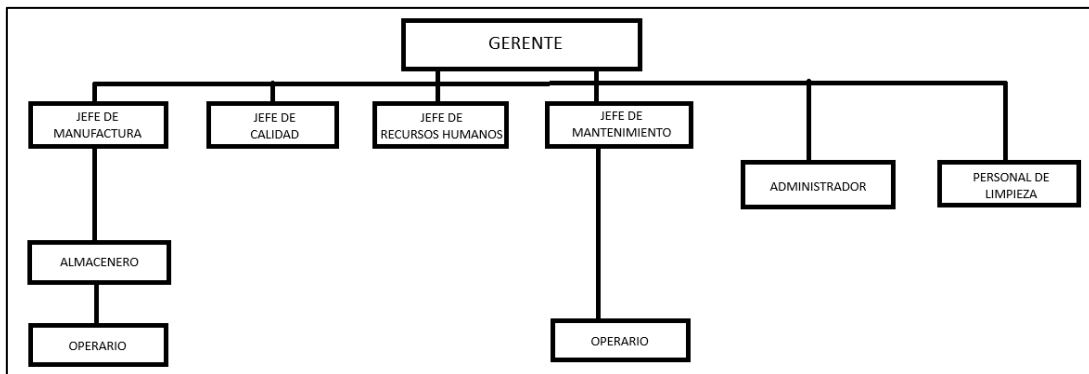 GERENTE
JEFE DE
MANUFACTURA
JEFE DE
CALIDAD
JEFE DE
RECURSOS HUMANOS
JEFE DE
MANTENIMIENTO
ADMINISTRADOR
PERSONAL DE
LIMPIEZA
ALMACENERO
OPERARIO
OPERARIO